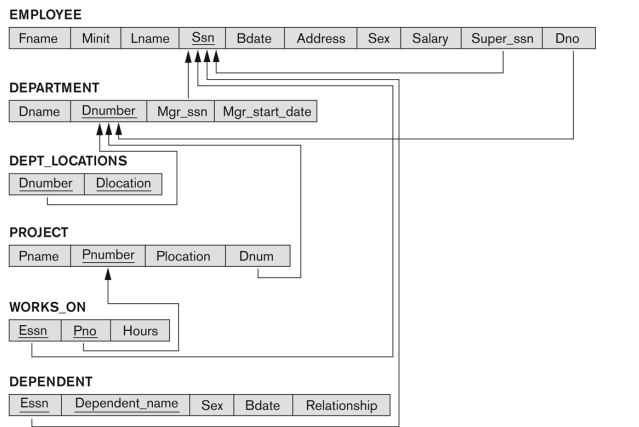 EMPLOYEE
Fname Minit Lname Ssn Bdate Address Sex Salary Super_ssn Dno
DEPARTMENT
Dname Dnumber Mgr_ssn Mgr_start_date
DEPT_LOCATIONS
Dnumber Dlocation
PROJECT
Pname Pnumber Plocation Dnum
WORKS_ON
Essn Pno Hours
DEPENDENT
Essn Dependent_name Sex Bdate Relationship